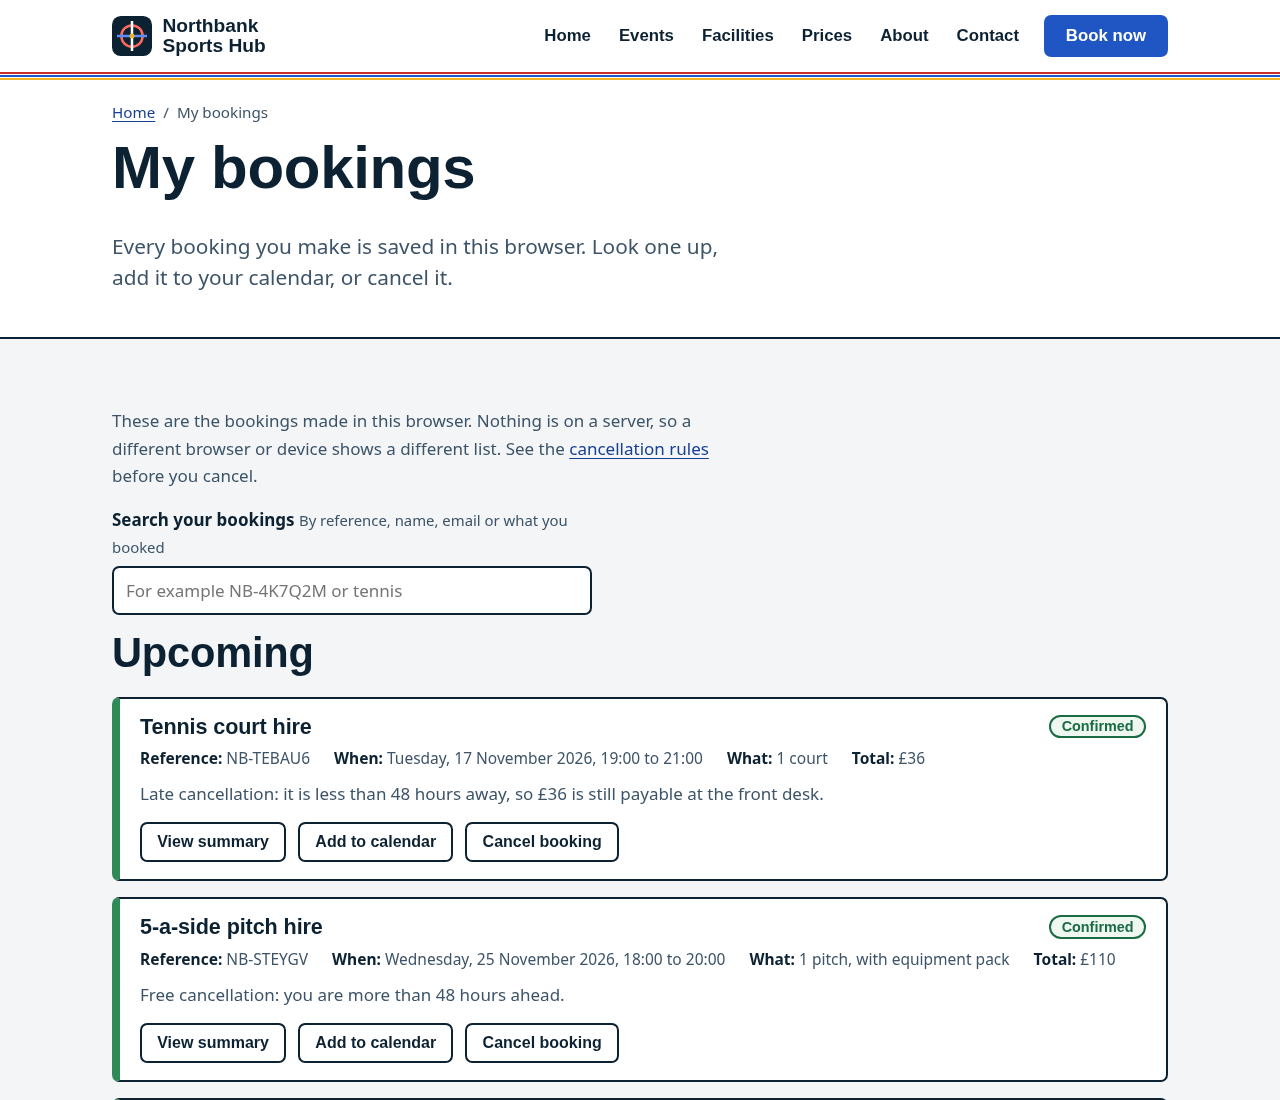 Northbank
Sports Hub
Home Events Facilities Prices About Contact Book now
Home / My bookings
My bookings
Every booking you make is saved in this browser. Look one up,
add it to your calendar, or cancel it.
These are the bookings made in this browser. Nothing is on a server, so a
different browser or device shows a different list. See the cancellation rules
before you cancel.
Search your bookings By reference, name, email or what you
booked
For example NB-4K7Q2M or tennis
Upcoming
Tennis court hire Confirmed
Reference: NB-TEBAU6 When: Tuesday, 17 November 2026, 19:00 to 21:00 What: 1 court Total: £36
Late cancellation: it is less than 48 hours away, so £36 is still payable at the front desk.
View summary Add to calendar Cancel booking
5-a-side pitch hire Confirmed
Reference: NB-STEYGV When: Wednesday, 25 November 2026, 18:00 to 20:00 What: 1 pitch, with equipment pack Total: £110
Free cancellation: you are more than 48 hours ahead.
View summary Add to calendar Cancel booking